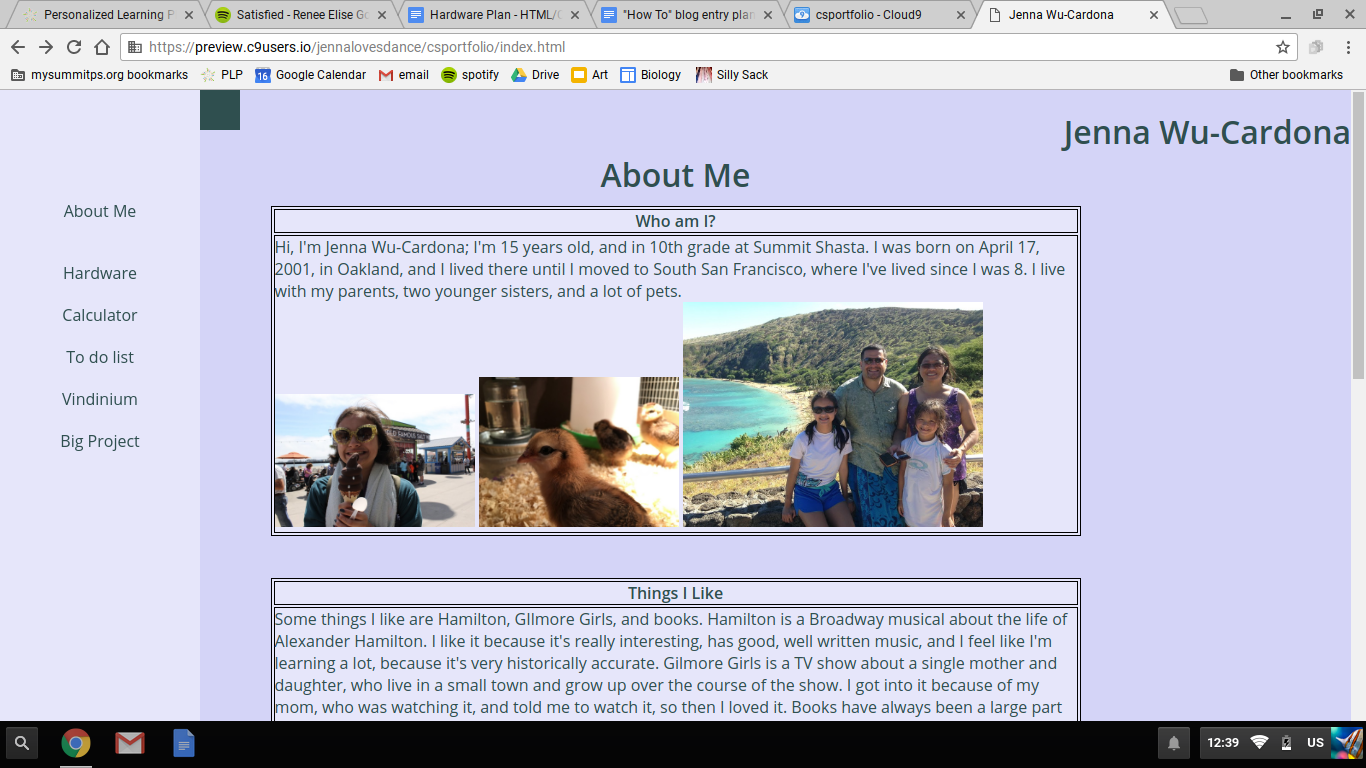 Personalized Learning P
Satisfied - Renee Elise Go
Hardware Plan - HTML/C
"How To" blog entry plan
csportfolio - Cloud9
Jenna Wu-Cardona
https://preview.c9users.io/jennalovesdance/csportfolio/index.html
mysummitps.org bookmarks
PLP
16
Google Calendar
email
spotify
Drive
Art
Biology
Silly Sack
Other bookmarks
Jenna Wu-Cardona
About Me
About Me
Hardware
Calculator
To do list
Vindinium
Big Project
Who am I?
Hi, I'm Jenna Wu-Cardona; I'm 15 years old, and in 10th grade at Summit Shasta. I was born on April 17,
2001, in Oakland, and I lived there until I moved to South San Francisco, where I've lived since I was 8. I live
with my parents, two younger sisters, and a lot of pets.
Things I Like
Some things I like are Hamilton, GIlmore Girls, and books. Hamilton is a Broadway musical about the life of
Alexander Hamilton. I like it because it's really interesting, has good, well written music, and I feel like I'm
learning a lot, because it's very historically accurate. Gilmore Girls is a TV show about a single mother and
daughter, who live in a small town and grow up over the course of the show. I got into it because of my
mom, who was watching it, and told me to watch it, so then I loved it. Books have always been a large part
12:39
US